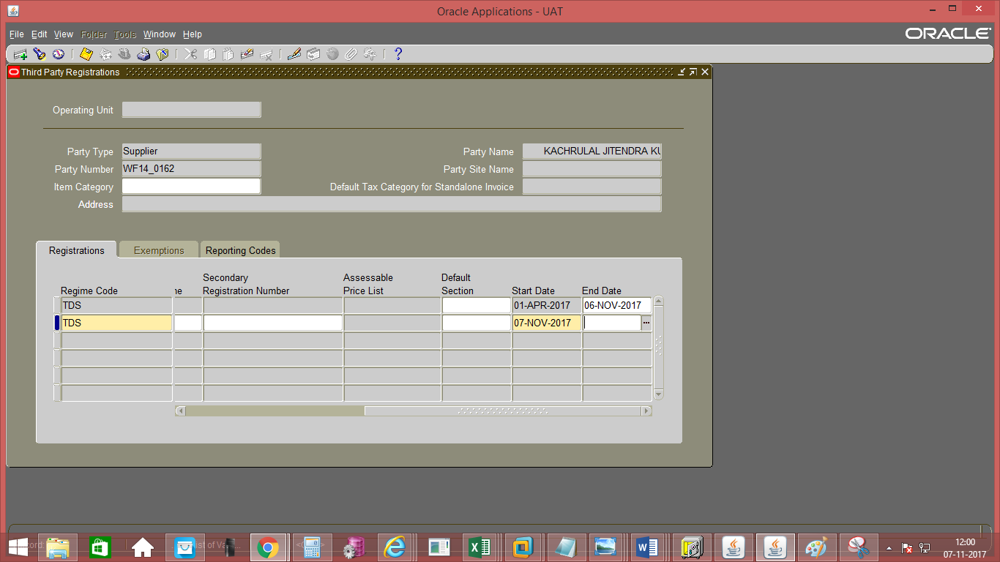 Oracle Applications - UAT
File Edit View Folder Tools Window Help
ORACLE
Third Party Registrations
Operating Unit
Party Type Supplier Party Name KACHRULAL JITENDRA KU
Party Number WF14_0162 Party Site Name
Item Category Default Tax Category for Standalone Invoice
Address
Registrations Exemptions Reporting Codes
Secondary Assessable Default
Regime Code Registration Number Price List Section Start Date End Date
TDS 01-APR-2017 06-NOV-2017
TDS 07-NOV-2017
12:00
07-11-2017